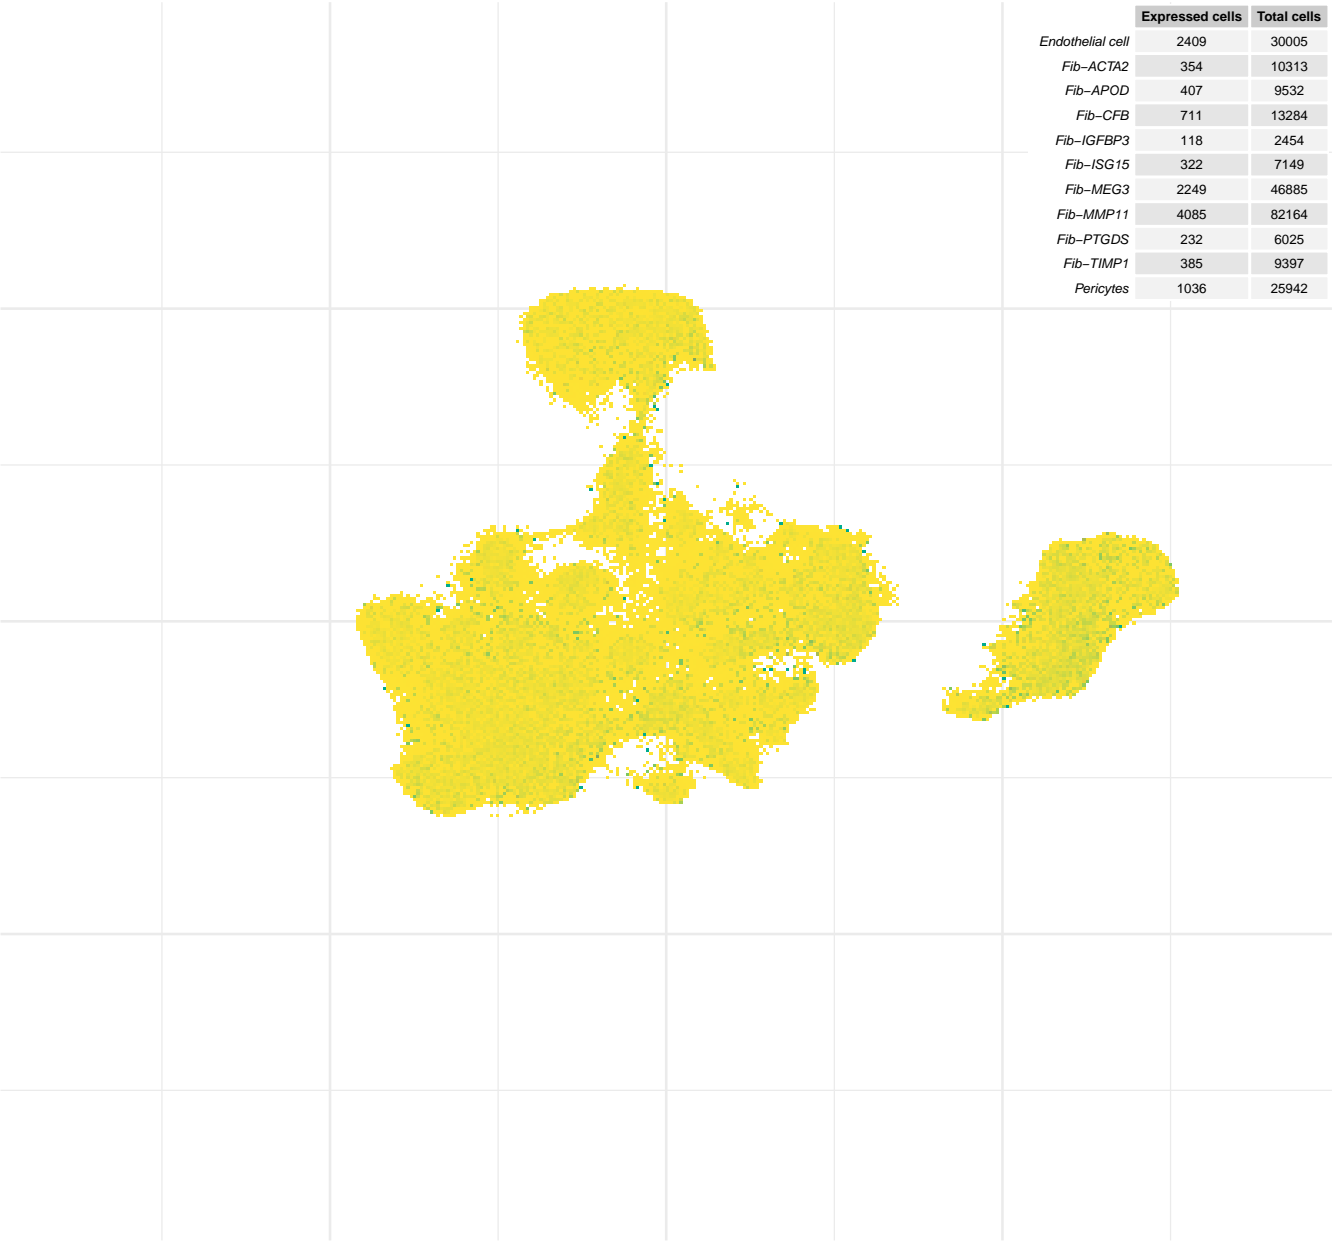 Expressed cells Total cells
Endothelial cell 2409 30005
Fib−ACTA2 354 10313
Fib−APOD 407 9532
Fib−CFB 711 13284
Fib−IGFBP3 118 2454
Fib−ISG15 322 7149
Fib−MEG3 2249 46885
Fib−MMP11 4085 82164
Fib−PTGDS 232 6025
Fib−TIMP1 385 9397
Pericytes 1036 25942